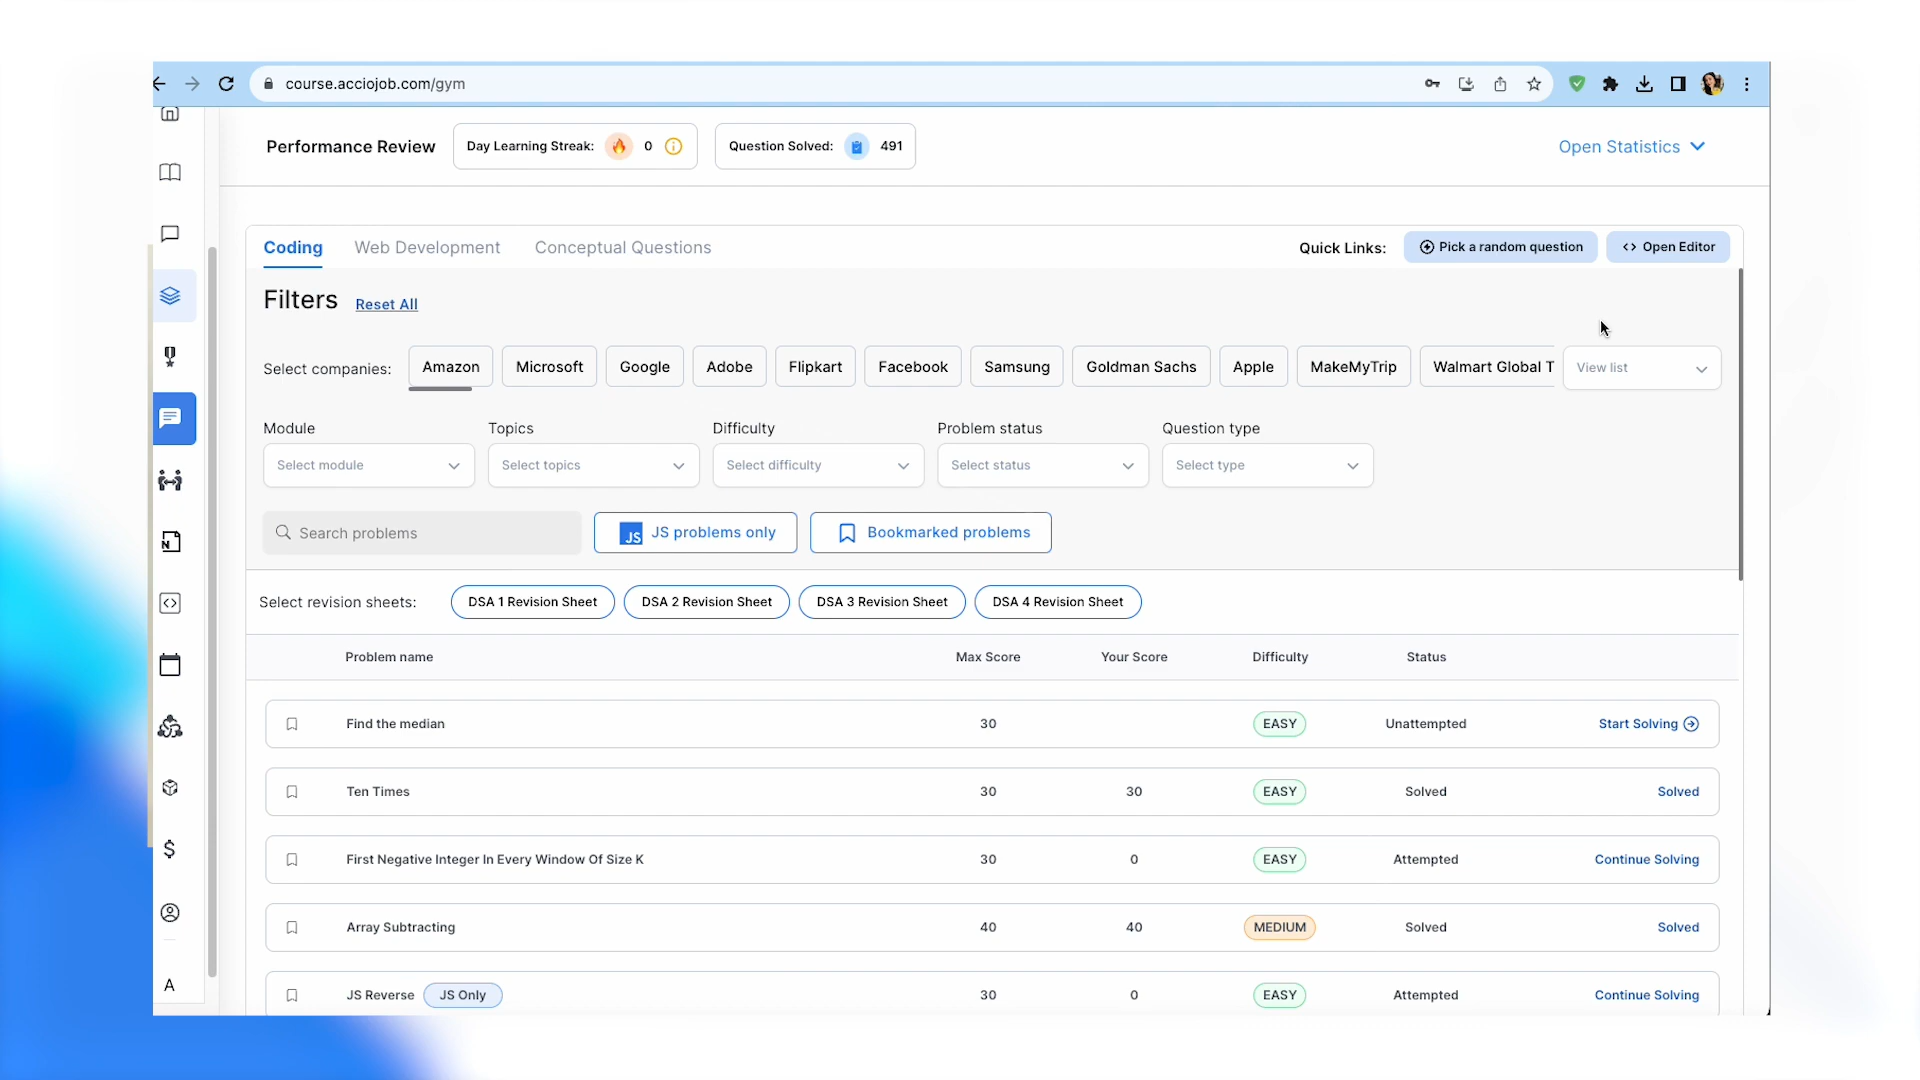 course.acciojob.com/gym
Performance Review
Day Learning Streak: 0
Question Solved: 491
Open Statistics
Coding
Web Development
Conceptual Questions
Quick Links:
Pick a random question
<> Open Editor
Filters
Reset All
Select companies:
Amazon
Microsoft
Google
Adobe
Flipkart
Facebook
Samsung
Goldman Sachs
Apple
MakeMyTrip
Walmart Global T
View list
Module
Topics
Difficulty
Problem status
Question type
Select module
Select topics
Select difficulty
Select status
Select type
Search problems
JS JS problems only
Bookmarked problems
Select revision sheets:
DSA 1 Revision Sheet
DSA 2 Revision Sheet
DSA 3 Revision Sheet
DSA 4 Revision Sheet
Problem name Max Score Your Score Difficulty Status
Find the median 30 EASY Unattempted Start Solving
Ten Times 30 30 EASY Solved Solved
First Negative Integer In Every Window Of Size K 30 0 EASY Attempted Continue Solving
Array Subtracting 40 40 MEDIUM Solved Solved
A
JS Reverse JS Only 30 0 EASY Attempted Continue Solving